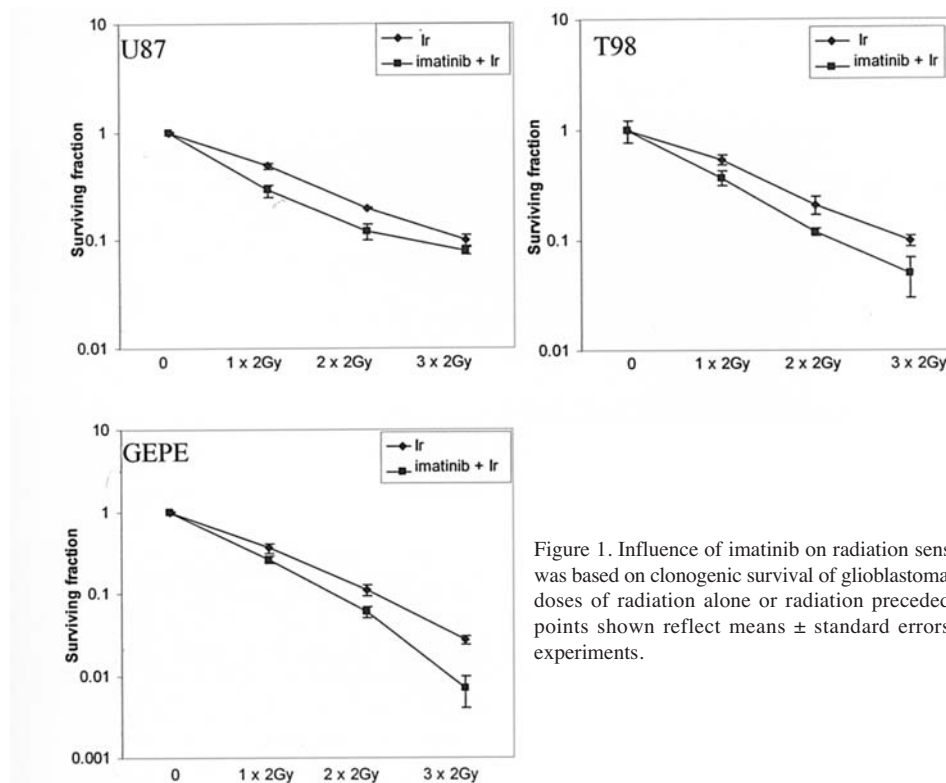 U87
10
1
0.1
0.01
Surviving fraction
0
1 x 2Gy
2 x 2Gy
3 x 2Gy
Ir
imatinib + Ir
T98
10
1
0.1
0.01
Surviving fraction
0
1 x 2Gy
2 x 2Gy
3 x 2Gy
Ir
imatinib + Ir
GEPE
10
1
0.1
0.01
0.001
Surviving fraction
0
1 x 2Gy
2 x 2Gy
3 x 2Gy
Ir
imatinib + Ir
Figure 1. Influence of imatinib on radiation sens
was based on clonogenic survival of glioblastoma
doses of radiation alone or radiation preceded
points shown reflect means ± standard errors
experiments.